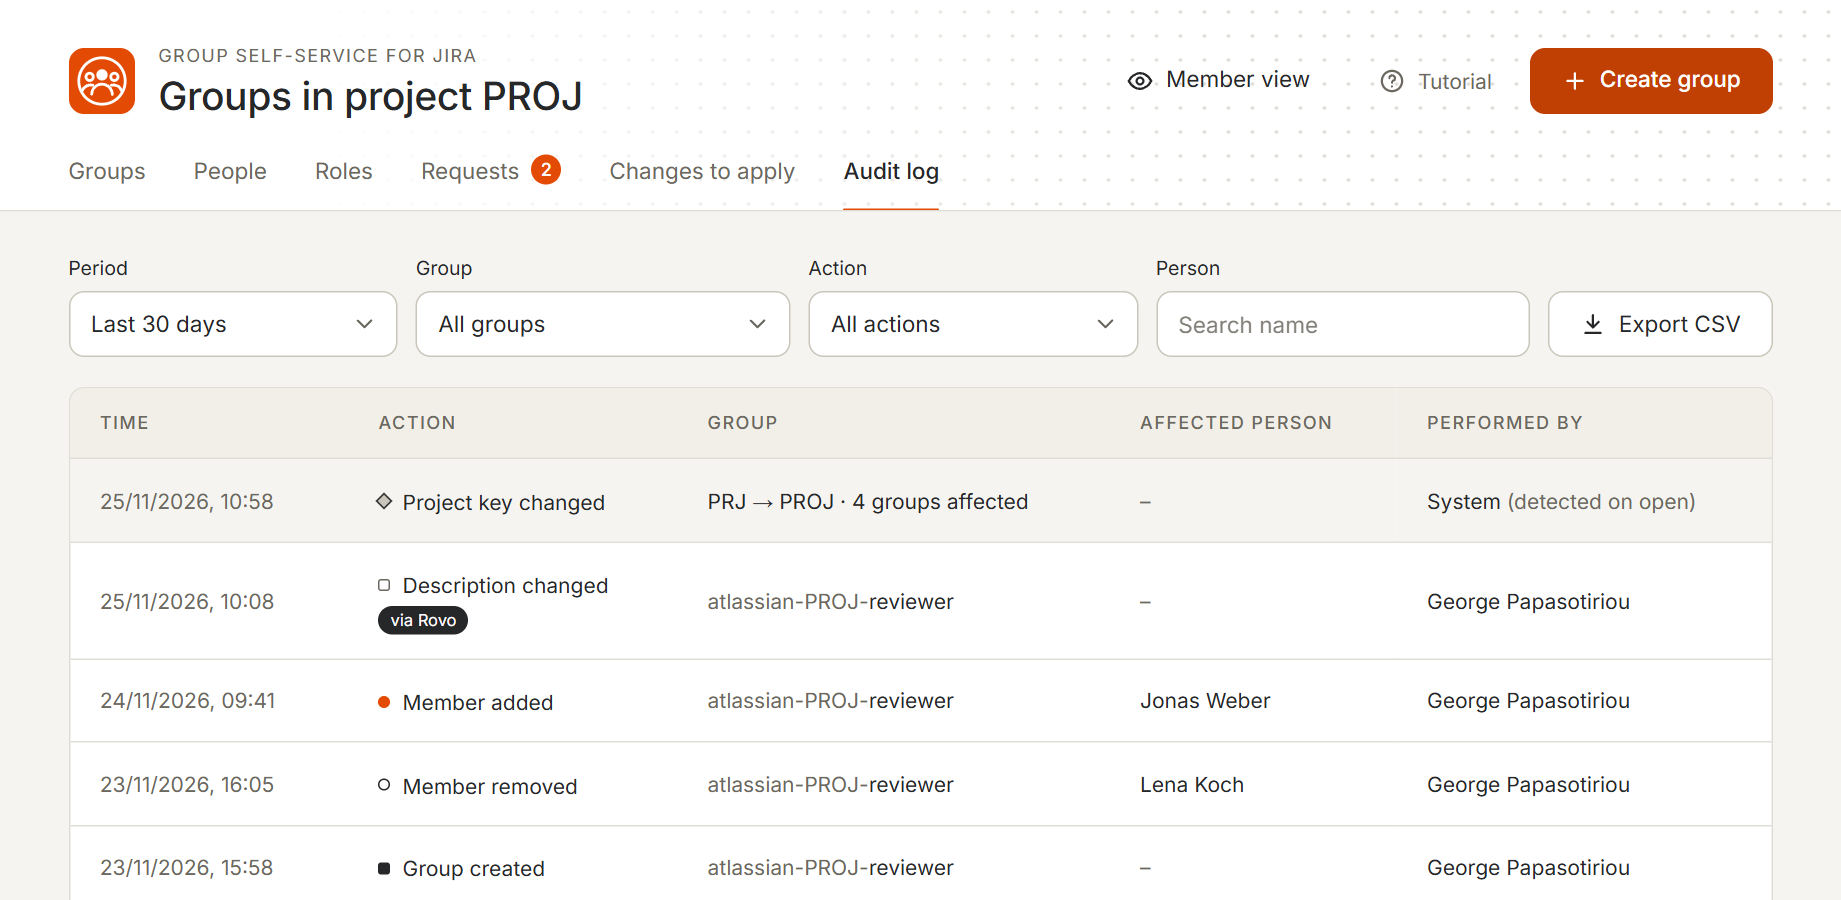 GROUP SELF-SERVICE FOR JIRA
Groups in project PROJ
Member view
Tutorial
+ Create group
Groups People Roles Requests 2 Changes to apply Audit log
Period Group Action Person
Last 30 days All groups All actions Search name Export CSV
TIME ACTION GROUP AFFECTED PERSON PERFORMED BY
25/11/2026, 10:58 Project key changed PRJ → PROJ · 4 groups affected – System (detected on open)
25/11/2026, 10:08 Description changed atlassian-PROJ-reviewer – George Papasotiriou
via Rovo
24/11/2026, 09:41 Member added atlassian-PROJ-reviewer Jonas Weber George Papasotiriou
23/11/2026, 16:05 Member removed atlassian-PROJ-reviewer Lena Koch George Papasotiriou
23/11/2026, 15:58 Group created atlassian-PROJ-reviewer – George Papasotiriou